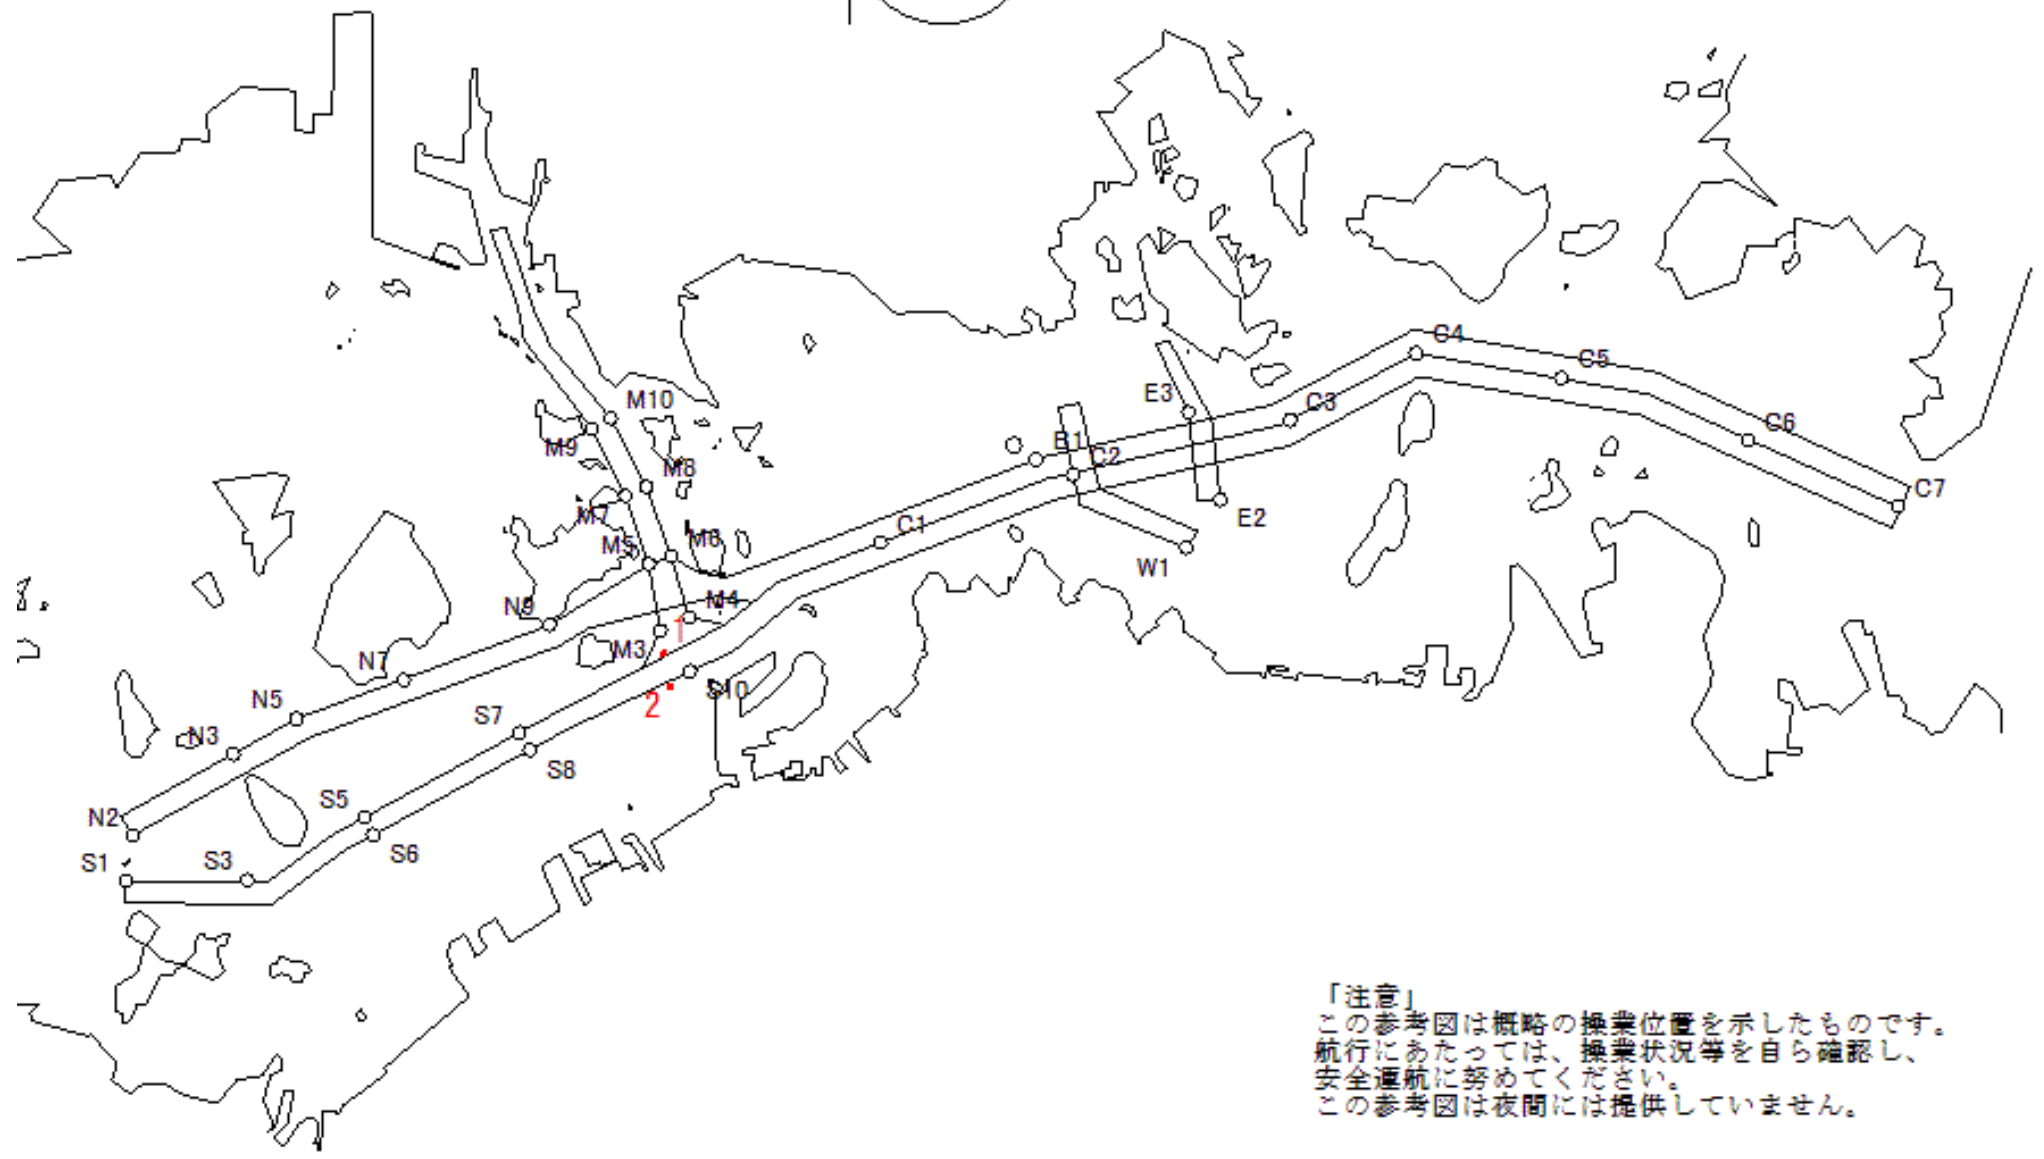 C4
C5
M10
E3
C3
C6
M9
B1
C2
M8
C7
M7
E2
C1
M5
M6
W1
N9
M4
1
M3
N7
S10
N5
2
S7
N3
S8
S5
N2
S6
S1
S3
「注意」
この参考図は概略の操業位置を示したものです。
航行にあたっては、操業状況等を自ら確認し、
安全運航に努めてください。
この参考図は夜間には提供していません。